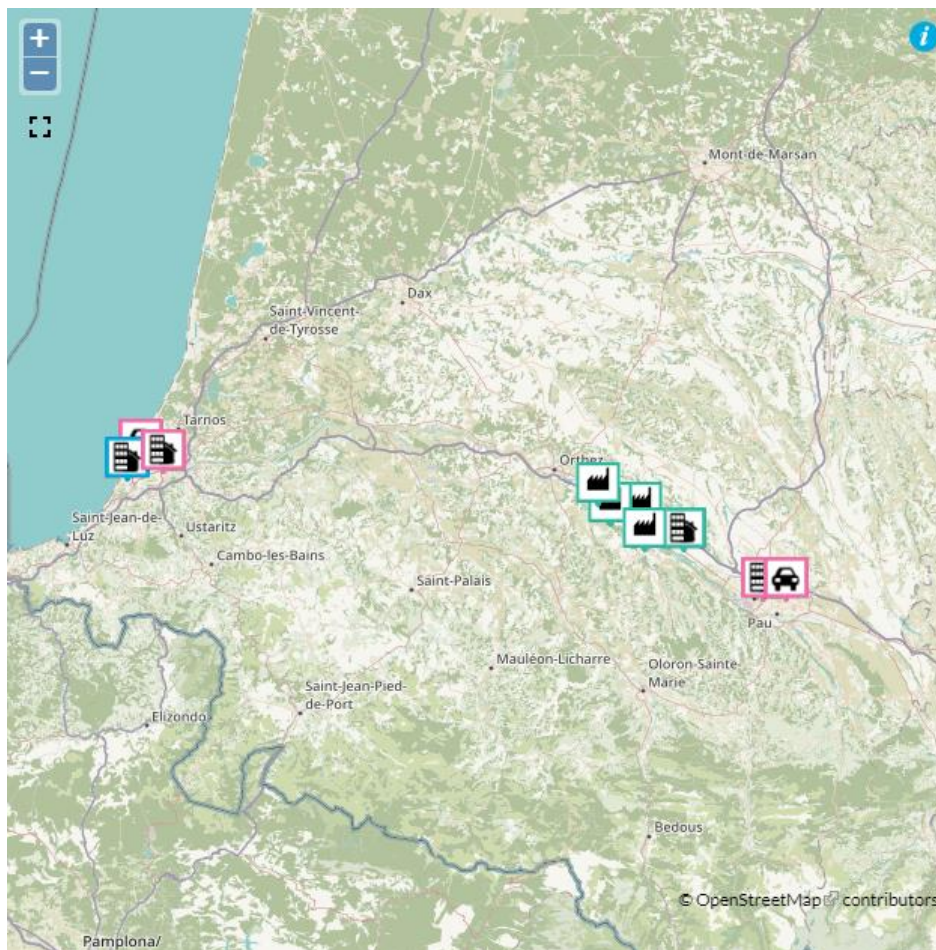 +
i
−
Mont-de-Marsan
Dax
Saint-Vincent-
de-Tyrosse
Tarnos
Orthez
Saint-Jean-de-
Luz
Ustaritz
Cambo-les-Bains
Saint-Palais
Pau
Mauléon-Licharre
Oloron-Sainte-
Marie
Saint-Jean-Pied-
de-Port
Elizondo
Bedous
© OpenStreetMap contributors
Pamplona/